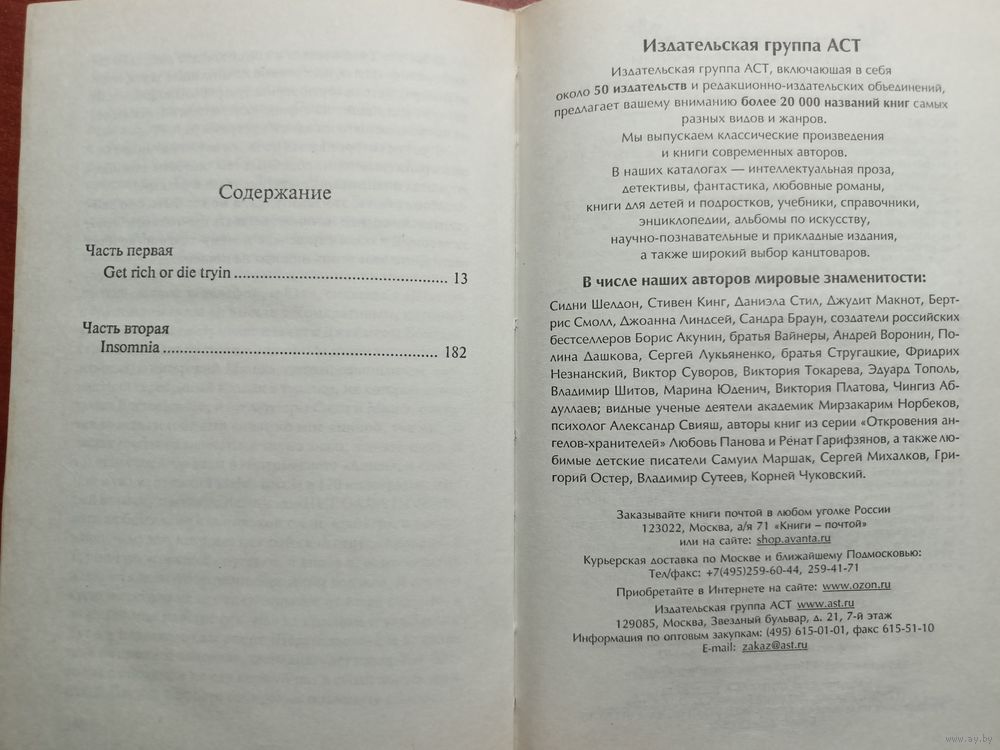 Содержание
Часть первая
Get rich or die tryin ........................................ 13
Часть вторая
Insomnia ..................................................... 182
Издательская группа АСТ
Издательская группа АСТ, включающая в себя
около 50 издательств и редакционно-издательских объединений,
предлагает вашему вниманию более 20 000 названий книг самых
разных видов и жанров.
Мы выпускаем классические произведения
и книги современных авторов.
В наших каталогах — интеллектуальная проза,
детективы, фантастика, любовные романы,
книги для детей и подростков, учебники, справочники,
энциклопедии, альбомы по искусству,
научно-познавательные и прикладные издания,
а также широкий выбор канцтоваров.
В числе наших авторов мировые знаменитости:
Сидни Шелдон, Стивен Кинг, Даниэла Стил, Джудит Макнот, Берт-
рис Смолл, Джоанна Линдсей, Сандра Браун, создатели российских
бестселлеров Борис Акунин, братья Вайнеры, Андрей Воронин, По-
лина Дашкова, Сергей Лукьяненко, братья Стругацкие, Фридрих
Незнанский, Виктор Суворов, Виктория Токарева, Эдуард Тополь,
Владимир Шитов, Марина Юденич, Виктория Платова, Чингиз Аб-
дуллаев; видные ученые деятели академик Мирзакарим Норбеков,
психолог Александр Свияш, авторы книг из серии «Откровения ан-
гелов-хранителей» Любовь Панова и Ренат Гарифзянов, а также лю-
бимые детские писатели Самуил Маршак, Сергей Михалков, Гри-
горий Остер, Владимир Сутеев, Корней Чуковский.
Заказывайте книги почтой в любом уголке России
123022, Москва, а/я 71 «Книги – почтой»
или на сайте: shop.avanta.ru
Курьерская доставка по Москве и ближайшему Подмосковью:
Тел/факс: +7(495)259-60-44, 259-41-71
Приобретайте в Интернете на сайте: www.ozon.ru
Издательская группа АСТ www.ast.ru
129085, Москва, Звездный бульвар, д. 21, 7-й этаж
Информация по оптовым закупкам: (495) 615-01-01, факс 615-51-10
E-mail: zakaz@ast.ru
www.ay.by